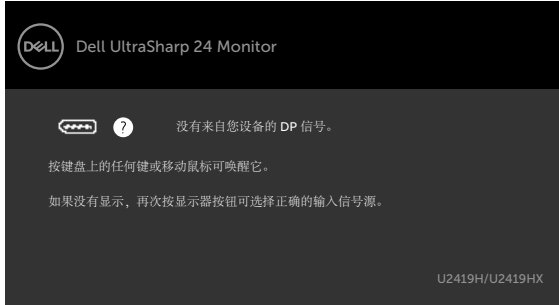 DELL
Dell UltraSharp 24 Monitor
?
没有来自您设备的 DP 信号。
按键盘上的任何键或移动鼠标可唤醒它。
如果没有显示，再次按显示器按钮可选择正确的输入信号源。
U2419H/U2419HX